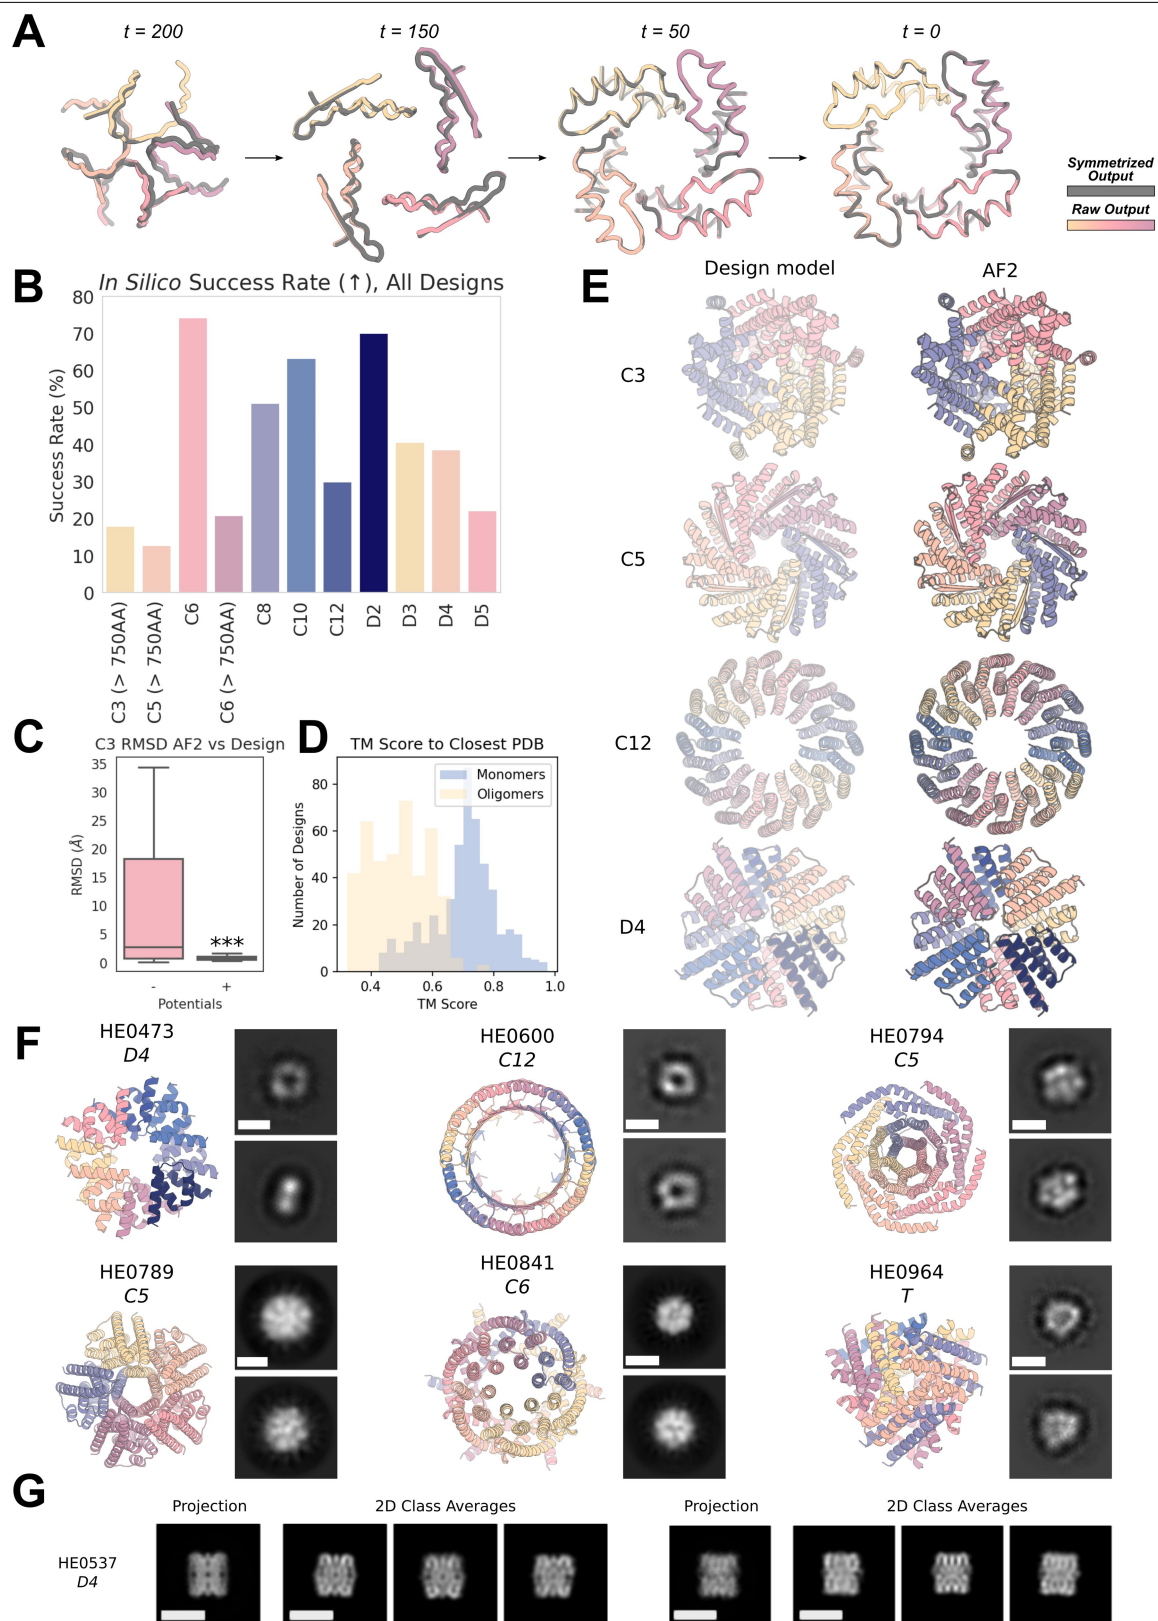 A
t = 200
t = 150
t = 50
t = 0
Symmetrized
Output
Raw Output
B
In Silico Success Rate (↑), All Designs
Success Rate (%)
80
70
60
50
40
30
20
10
0
C3 (> 750AA)
C5 (> 750AA)
C6
C6 (> 750AA)
C8
C10
C12
D2
D3
D4
D5
E
Design model
AF2
C3
C5
C12
D4
C
C3 RMSD AF2 vs Design
RMSD (Å)
35
30
25
20
15
10
5
0
***
-
+
Potentials
D
TM Score to Closest PDB
Monomers
Oligomers
Number of Designs
80
60
40
20
0
0.4
0.6
0.8
1.0
TM Score
F
HE0473
D4
HE0600
C12
HE0794
C5
HE0789
C5
HE0841
C6
HE0964
T
G
Projection
2D Class Averages
Projection
2D Class Averages
HE0537
D4